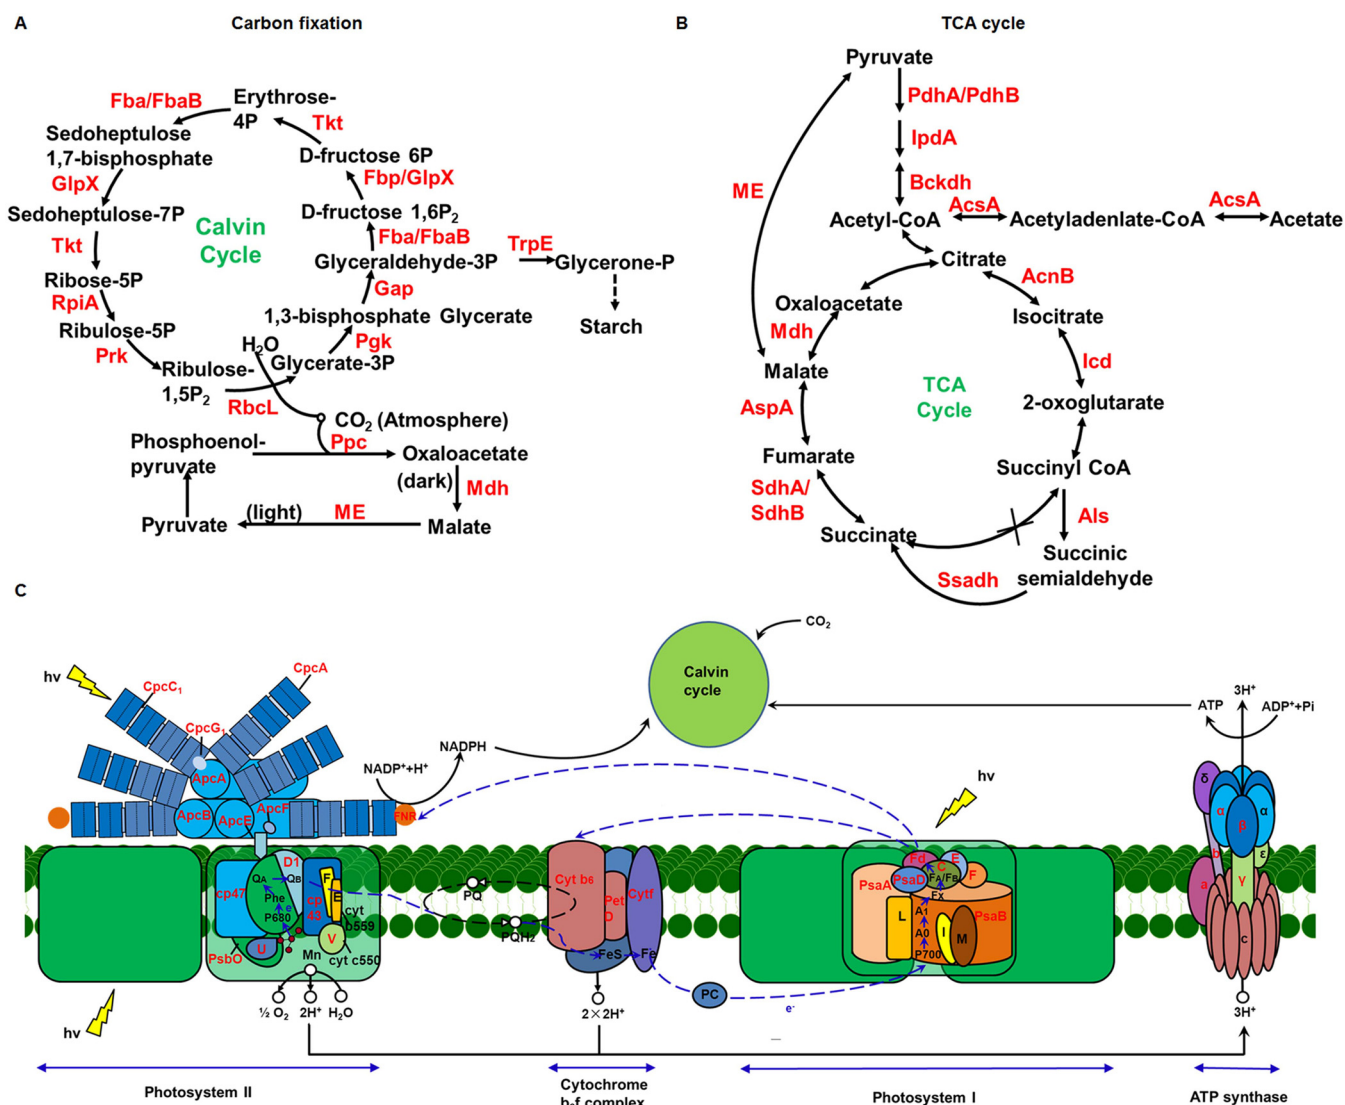 A
Carbon fixation
Fba/FbaB
Erythrose-
4P
Tkt
Sedoheptulose
1,7-bisphosphate
D-fructose 6P
GlpX
Fbp/GlpX
Sedoheptulose-7P
Calvin
Cycle
D-fructose 1,6P2
Tkt
Fba/FbaB
TrpE
Glyceraldehyde-3P
Glycerone-P
Ribose-5P
Gap
RpiA
1,3-bisphosphate Glycerate
Starch
Ribulose-5P
H2O
Pgk
Prk
Glycerate-3P
Ribulose-
1,5P2
RbcL
CO2 (Atmosphere)
Phosphoenol-
pyruvate
Ppc
Oxaloacetate
(dark)
Mdh
Pyruvate
(light)
ME
Malate
B
TCA cycle
Pyruvate
PdhA/PdhB
IpdA
ME
Bckdh
AcsA
AcsA
Acetyl-CoA
Acetyladenlate-CoA
Acetate
Citrate
AcnB
Oxaloacetate
Isocitrate
Mdh
Icd
Malate
TCA
Cycle
AspA
2-oxoglutarate
Fumarate
Succinyl CoA
SdhA/
SdhB
Als
Succinate
Succinic
semialdehyde
Ssadh
C
CO2
Calvin
cycle
hv
CpcC1
CpcA
CpcG1
3H+
ATP
ADP++Pi
NADPH
NADP++H+
ApcA
ApcB
ApcE
ApcF
FNR
hv
δ
α
β
α
b
ε
a
γ
c
D1
QA
QB
cp47
Phe
e
P680
cp
43
F
E
cyt
b559
U
V
PsbO
Mn
cyt c550
PQ
PQH2
Cyt b6
Pet
D
Cytf
FeS
Fe
Fd
E
PsaA
PsaD
C
F
FA/FB
Fx
L
A1
PsaB
A0
I
M
P700
PC
e-
hv
½ O2
2H+
H2O
2×2H+
3H+
Photosystem II
Cytochrome
b6f complex
Photosystem I
ATP synthase